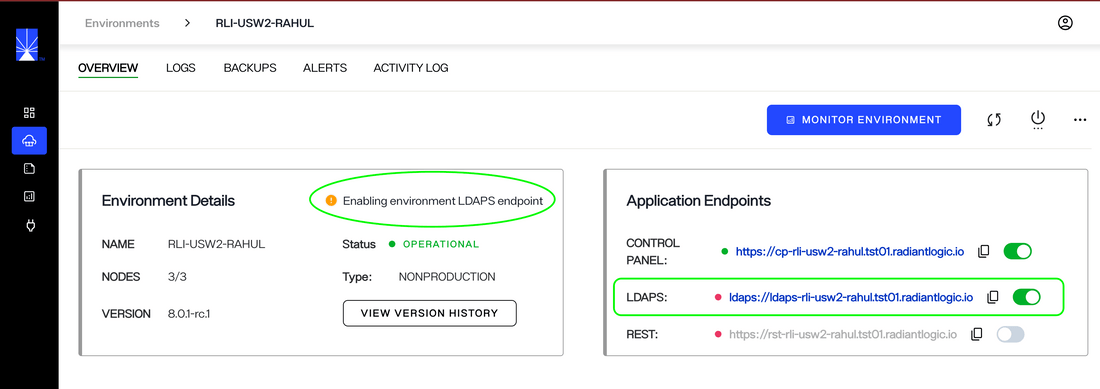 Environments > RLI-USW2-RAHUL
OVERVIEW LOGS BACKUPS ALERTS ACTIVITY LOG
MONITOR ENVIRONMENT
Environment Details
Enabling environment LDAPS endpoint
NAME RLI-USW2-RAHUL
Status OPERATIONAL
NODES 3/3
Type: NONPRODUCTION
VERSION 8.0.1-rc.1
VIEW VERSION HISTORY
Application Endpoints
CONTROL
PANEL: https://cp-rli-usw2-rahul.tst01.radiantlogic.io
LDAPS: ldaps://ldaps-rli-usw2-rahul.tst01.radiantlogic.io
REST: https://rst-rli-usw2-rahul.tst01.radiantlogic.io